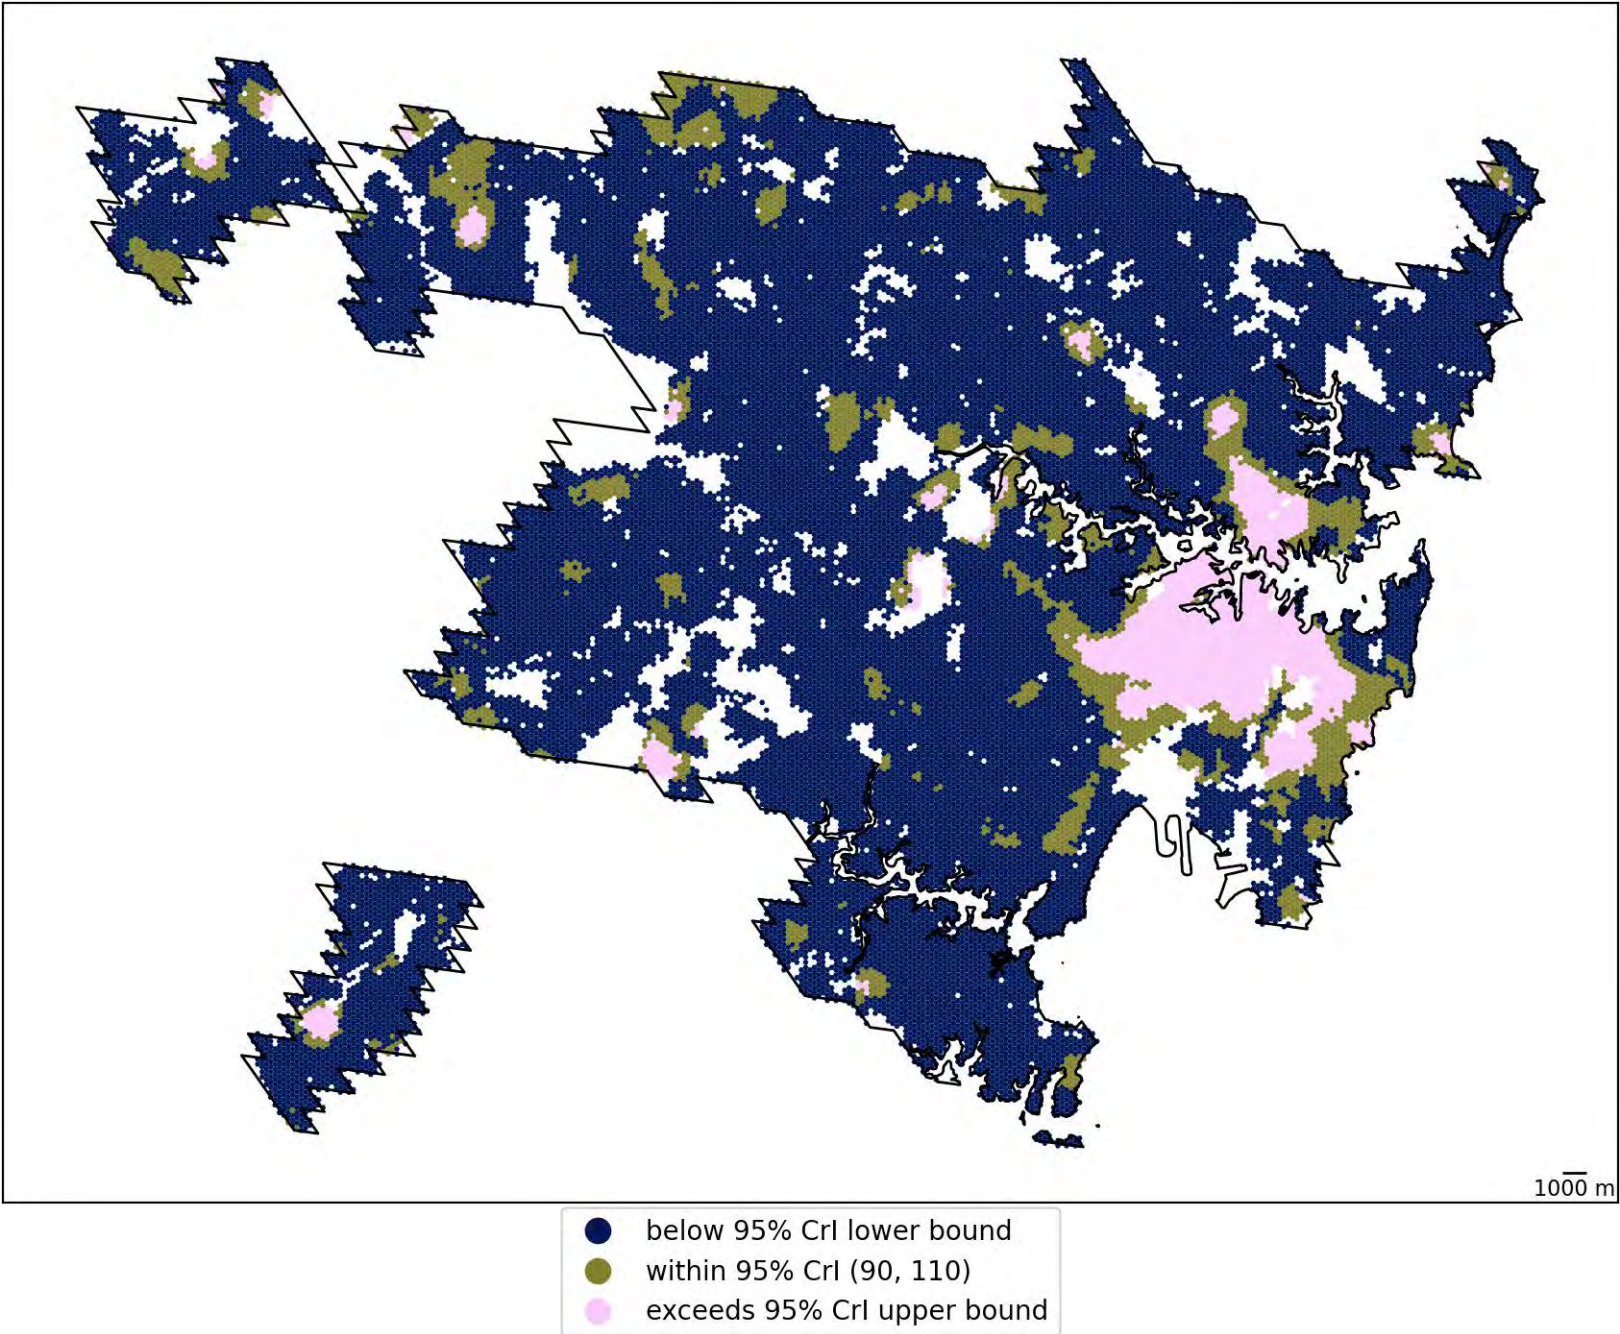 1000 m
below 95% CrI lower bound
within 95% CrI (90, 110)
exceeds 95% CrI upper bound